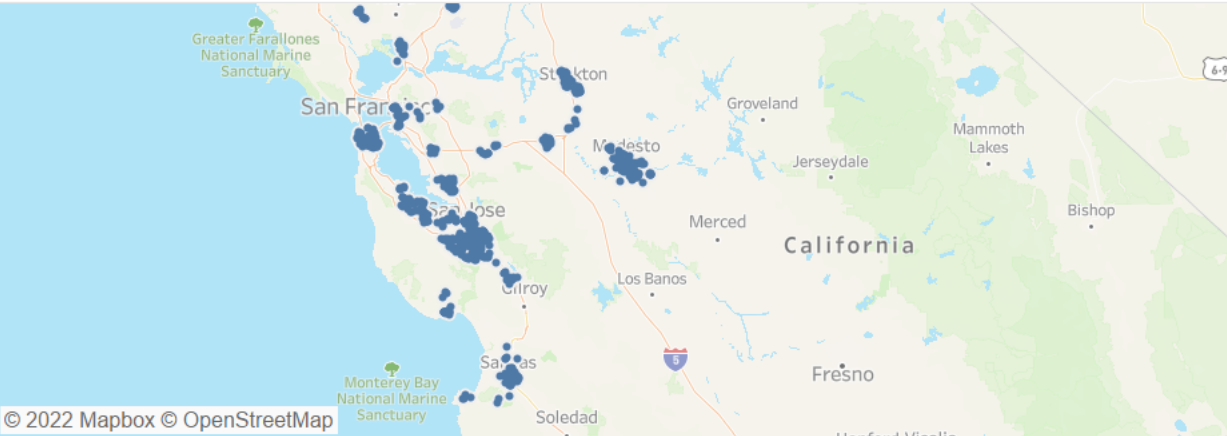 Greater Farallones
National Marine
Sanctuary
San Francisco
Stockton
Groveland
Modesto
Mammoth
Lakes
Jerseydale
San Jose
Merced
Bishop
California
Los Banos
Gilroy
5
Salinas
Fresno
Monterey Bay
National Marine
Sanctuary
Soledad
© 2022 Mapbox © OpenStreetMap